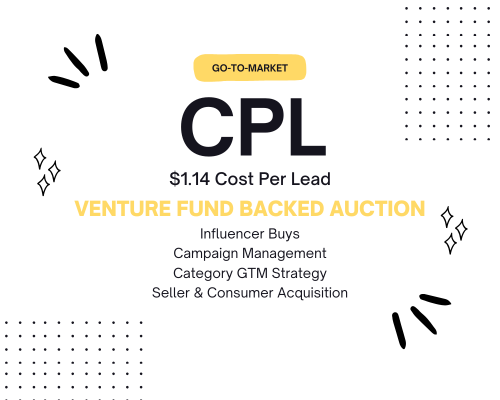 GO-TO-MARKET
CPL
$1.14 Cost Per Lead
VENTURE FUND BACKED AUCTION
Influencer Buys
Campaign Management
Category GTM Strategy
Seller & Consumer Acquisition